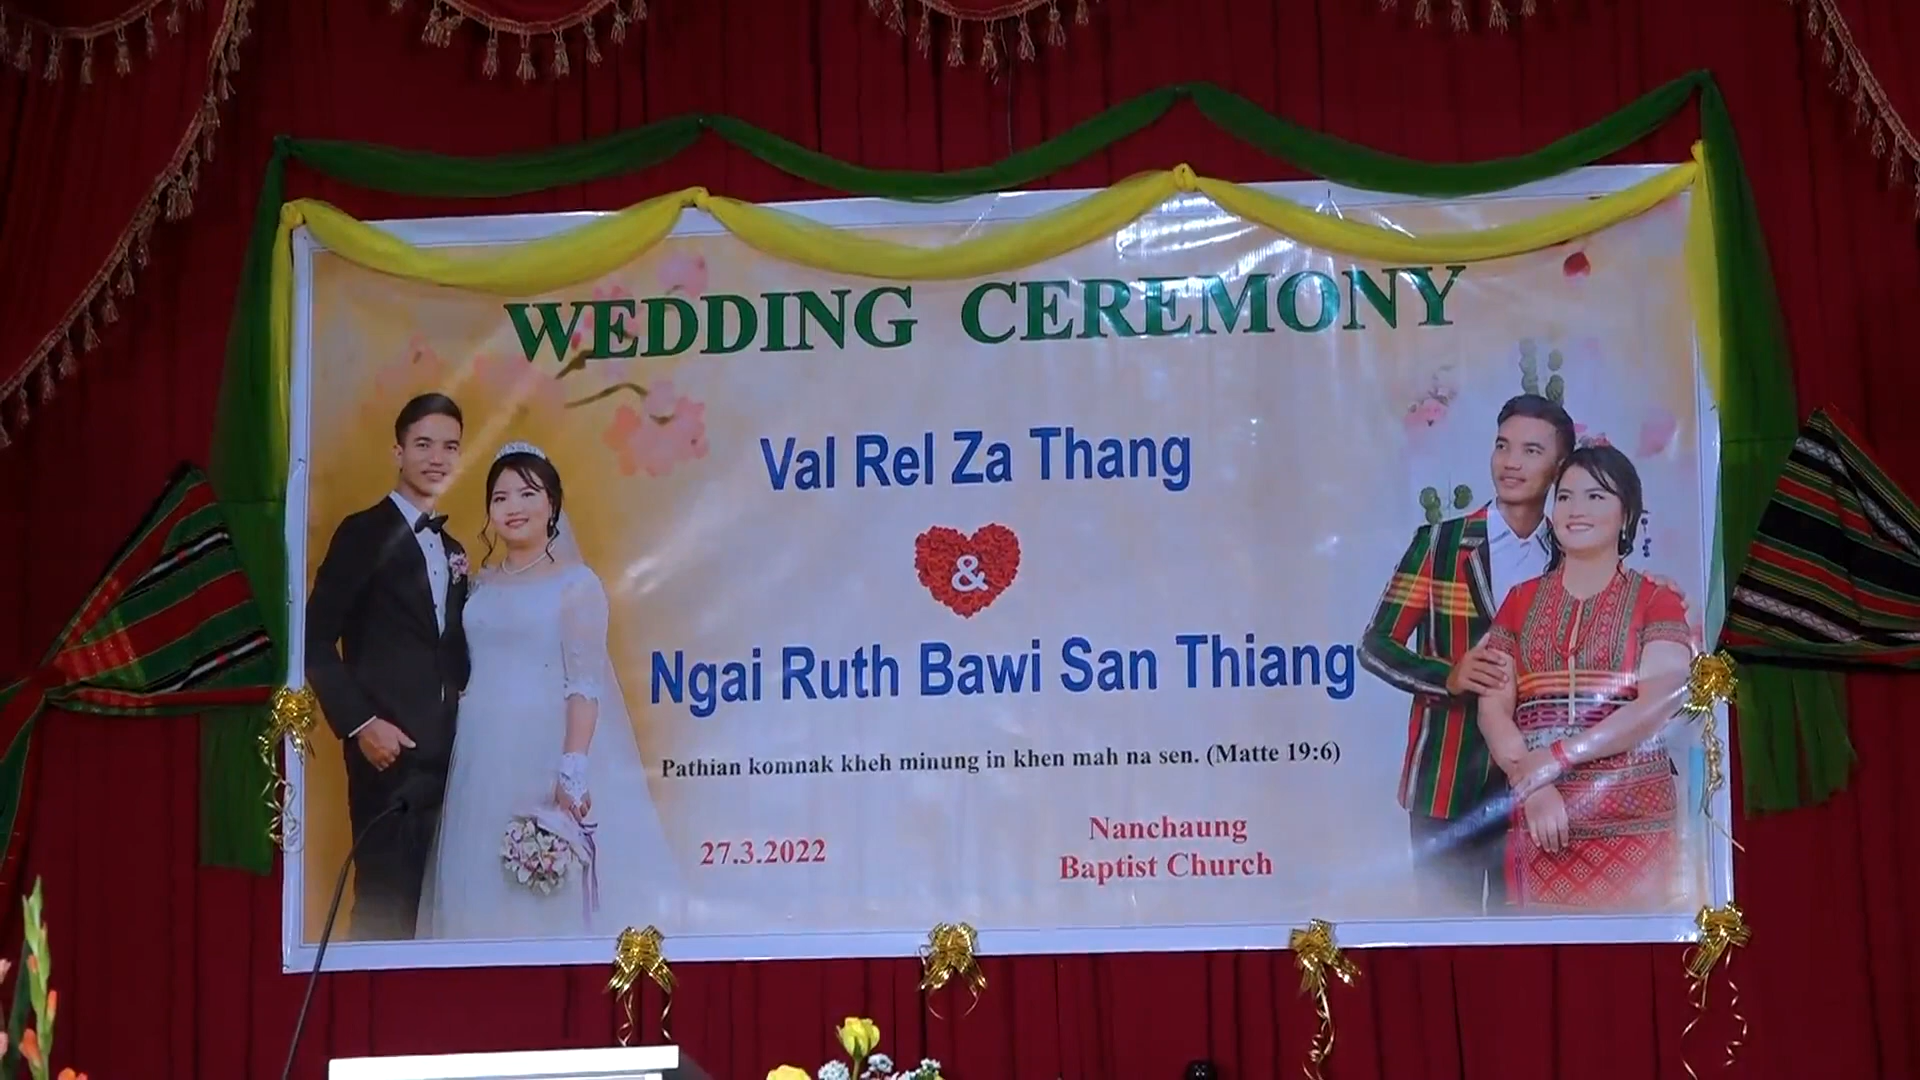 WEDDING CEREMONY
Val Rel Za Thang
&
Ngai Ruth Bawi San Thiang
Pathian komnak kheh minung in khen mah na sen. (Matte 19:6)
27.3.2022
Nanchaung
Baptist Church